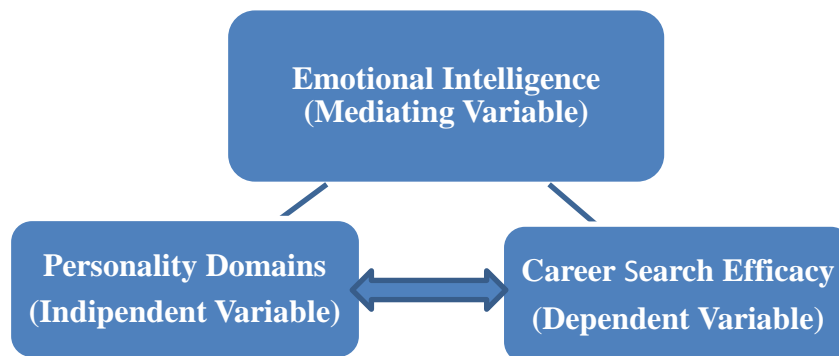 Emotional Intelligence
(Mediating Variable)
Personality Domains
(Indipendent Variable)
Career Search Efficacy
(Dependent Variable)